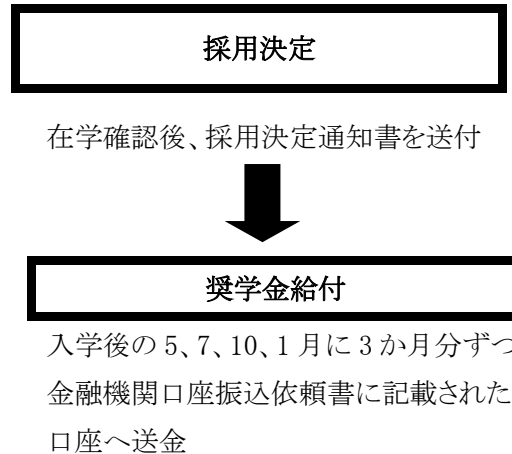 採用決定
在学確認後、採用決定通知書を送付
奨学金給付
入学後の5、7、10、1月に3か月分ずつ
金融機関口座振込依頼書に記載された
口座へ送金